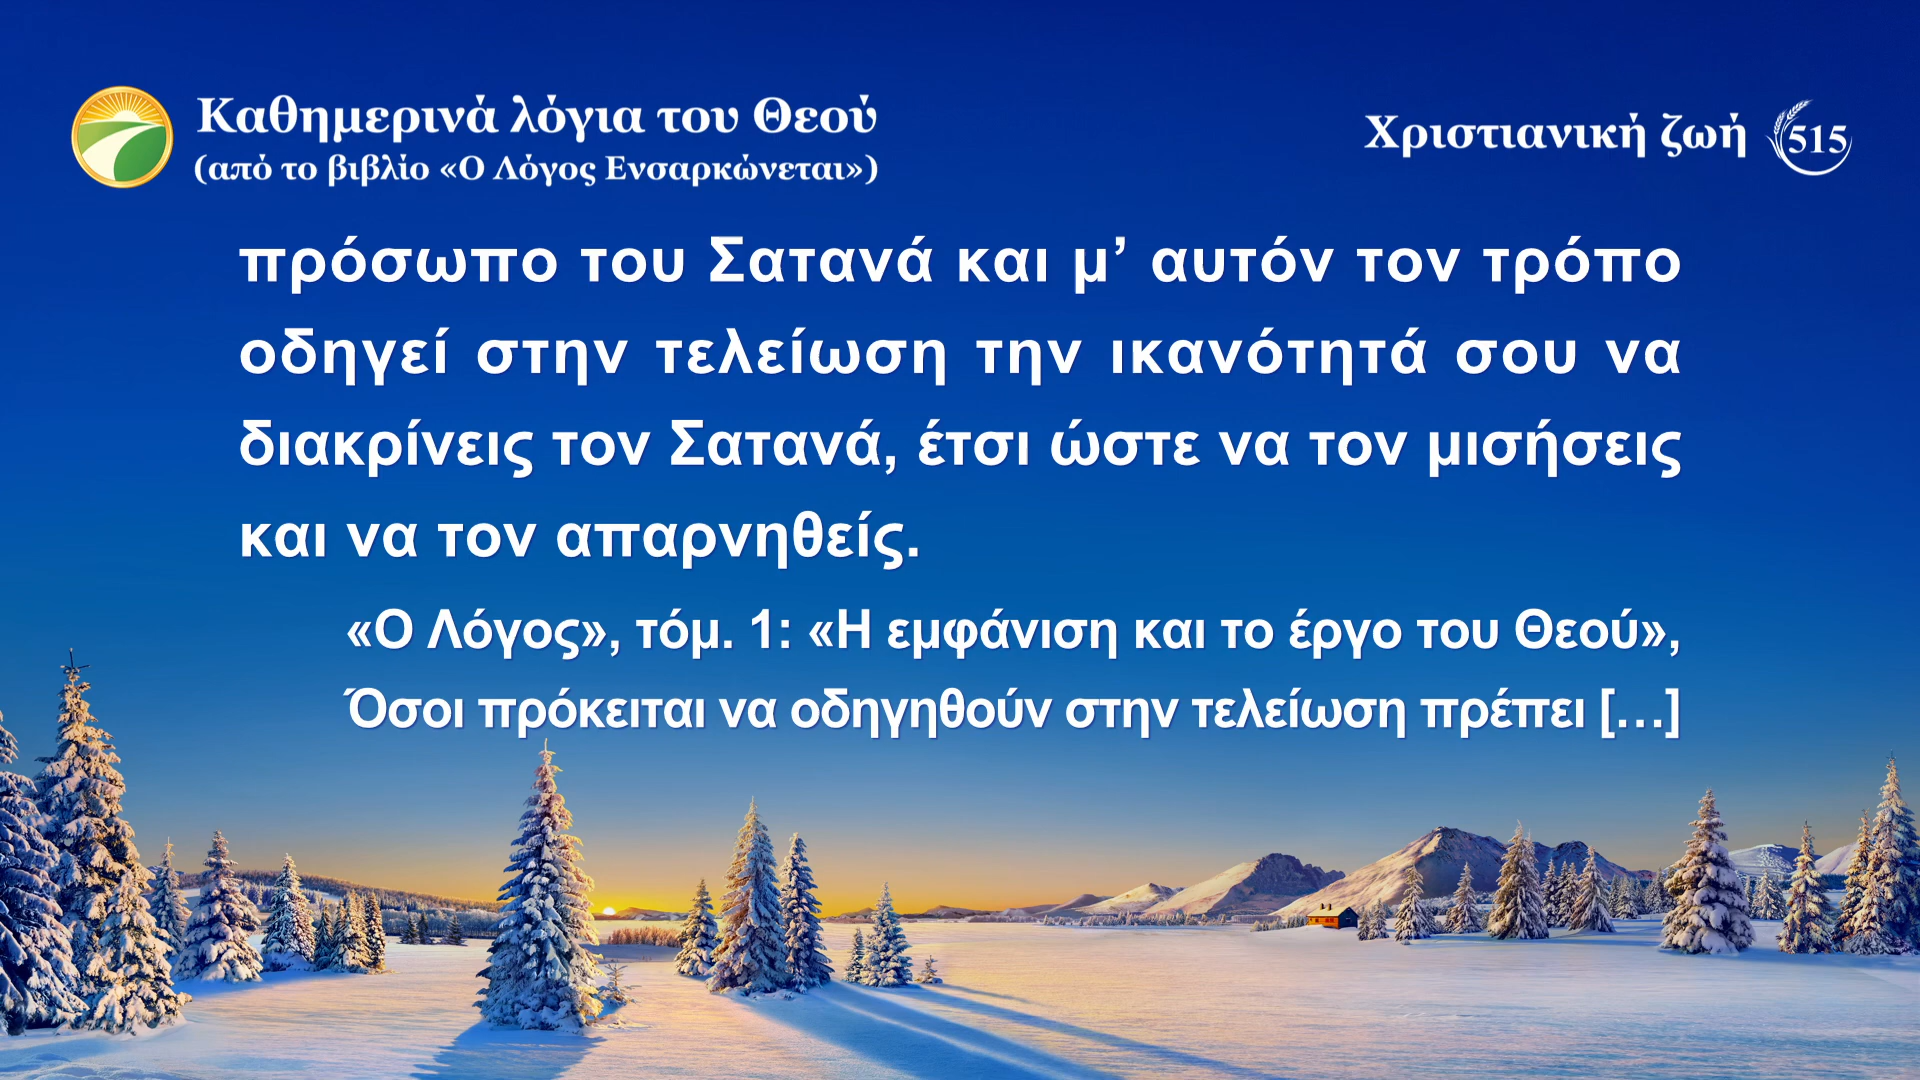 Καθημερινά λόγια του Θεού
(από το βιβλίο «Ο Λόγος Ενσαρκώνεται»)
Χριστιανική ζωή 515
πρόσωπο του Σατανά και μ’ αυτόν τον τρόπο
οδηγεί στην τελείωση την ικανότητά σου να
διακρίνεις τον Σατανά, έτσι ώστε να τον μισήσεις
και να τον απαρνηθείς.
«Ο Λόγος», τόμ. 1: «Η εμφάνιση και το έργο του Θεού»,
Όσοι πρόκειται να οδηγηθούν στην τελείωση πρέπει […]